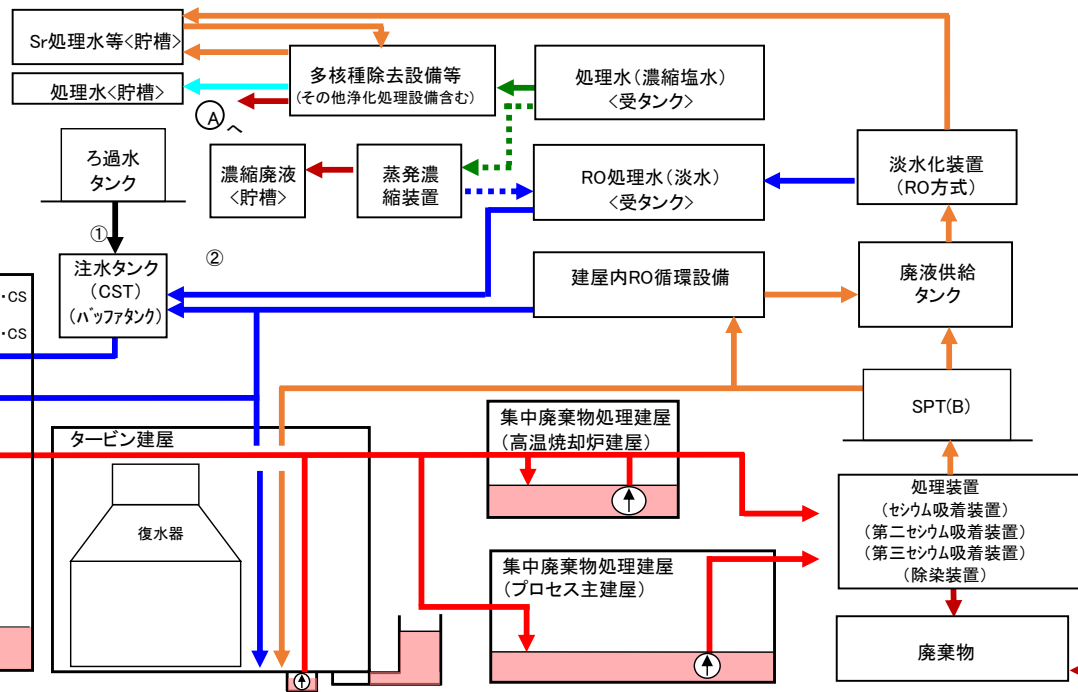 Sr処理水等<貯槽>
処理水<貯槽>
多核種除去設備等
(その他浄化処理設備含む)
Aへ
処理水(濃縮塩水)
<受タンク>
ろ過水
タンク
濃縮廃液
<貯槽>
蒸発濃
縮装置
RO処理水(淡水)
<受タンク>
淡水化装置
(RO方式)
①
②
注水タンク
(CST)
(バッファタンク)
建屋内RO循環設備
廃液供給
タンク
・CS
・CS
SPT(B)
タービン建屋
復水器
集中廃棄物処理建屋
(高温焼却炉建屋)
集中廃棄物処理建屋
(プロセス主建屋)
処理装置
(セシウム吸着装置)
(第二セシウム吸着装置)
(第三セシウム吸着装置)
(除染装置)
廃棄物